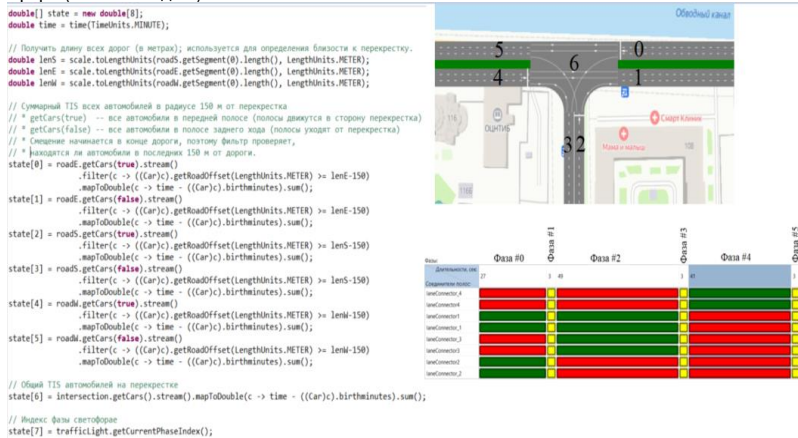 double[] state = new double[8];
double time = time(TimeUnits.MINUTE);
// Получить длину всех дорог (в метрах); используется для определения близости к перекрестку.
double lenS = scale.toLengthUnits(roadS.getSegment(0).length(), LengthUnits.METER);
double lenE = scale.toLengthUnits(roadE.getSegment(0).length(), LengthUnits.METER);
double lenW = scale.toLengthUnits(roadW.getSegment(0).length(), LengthUnits.METER);
// Суммарный TIS всех автомобилей в радиусе 150 м от перекрестка
// * getCars(true) -- все автомобили в передней полосе (полосы движутся в сторону перекрестка)
// * getCars(false) -- все автомобили в полосе заднего хода (полосы уходят от перекрестка)
// * Смещение начинается в конце дороги, поэтому фильтр проверяет,
// * находятся ли автомобили в последних 150 м от дороги.
state[0] = roadE.getCars(true).stream()
.filter(c -> ((Car)c).getRoadOffset(LengthUnits.METER) >= lenE-150)
.mapToDouble(c -> time - ((Car)c).birthminutes).sum();
state[1] = roadE.getCars(false).stream()
.filter(c -> ((Car)c).getRoadOffset(LengthUnits.METER) >= lenE-150)
.mapToDouble(c -> time - ((Car)c).birthminutes).sum();
state[2] = roadS.getCars(true).stream()
.filter(c -> ((Car)c).getRoadOffset(LengthUnits.METER) >= lenS-150)
.mapToDouble(c -> time - ((Car)c).birthminutes).sum();
state[3] = roadS.getCars(false).stream()
.filter(c -> ((Car)c).getRoadOffset(LengthUnits.METER) >= lenS-150)
.mapToDouble(c -> time - ((Car)c).birthminutes).sum();
state[4] = roadW.getCars(true).stream()
.filter(c -> ((Car)c).getRoadOffset(LengthUnits.METER) >= lenW-150)
.mapToDouble(c -> time - ((Car)c).birthminutes).sum();
state[5] = roadW.getCars(false).stream()
.filter(c -> ((Car)c).getRoadOffset(LengthUnits.METER) >= lenW-150)
.mapToDouble(c -> time - ((Car)c).birthminutes).sum();
// Общий TIS автомобилей на перекрестке
state[6] = intersection.getCars().stream().mapToDouble(c -> time - ((Car)c).birthminutes).sum();
// Индекс фазы светофорае
state[7] = trafficLight.getCurrentPhaseIndex();
Обводный канал
5 0
6
4 1
3 2
116
ОЦНТИБ
Смарт Клиник
Мама и малыш
108
116Б
Фазы: Фаза #0 Фаза #1 Фаза #2 Фаза #3 Фаза #4 Фаза #5
Длительности, сек 27 3 49 3 41
Соединители полос:
laneConnector_4
laneConnector4
laneConnector1
laneConnector_1
laneConnector_3
laneConnector3
laneConnector2
laneConnector_2